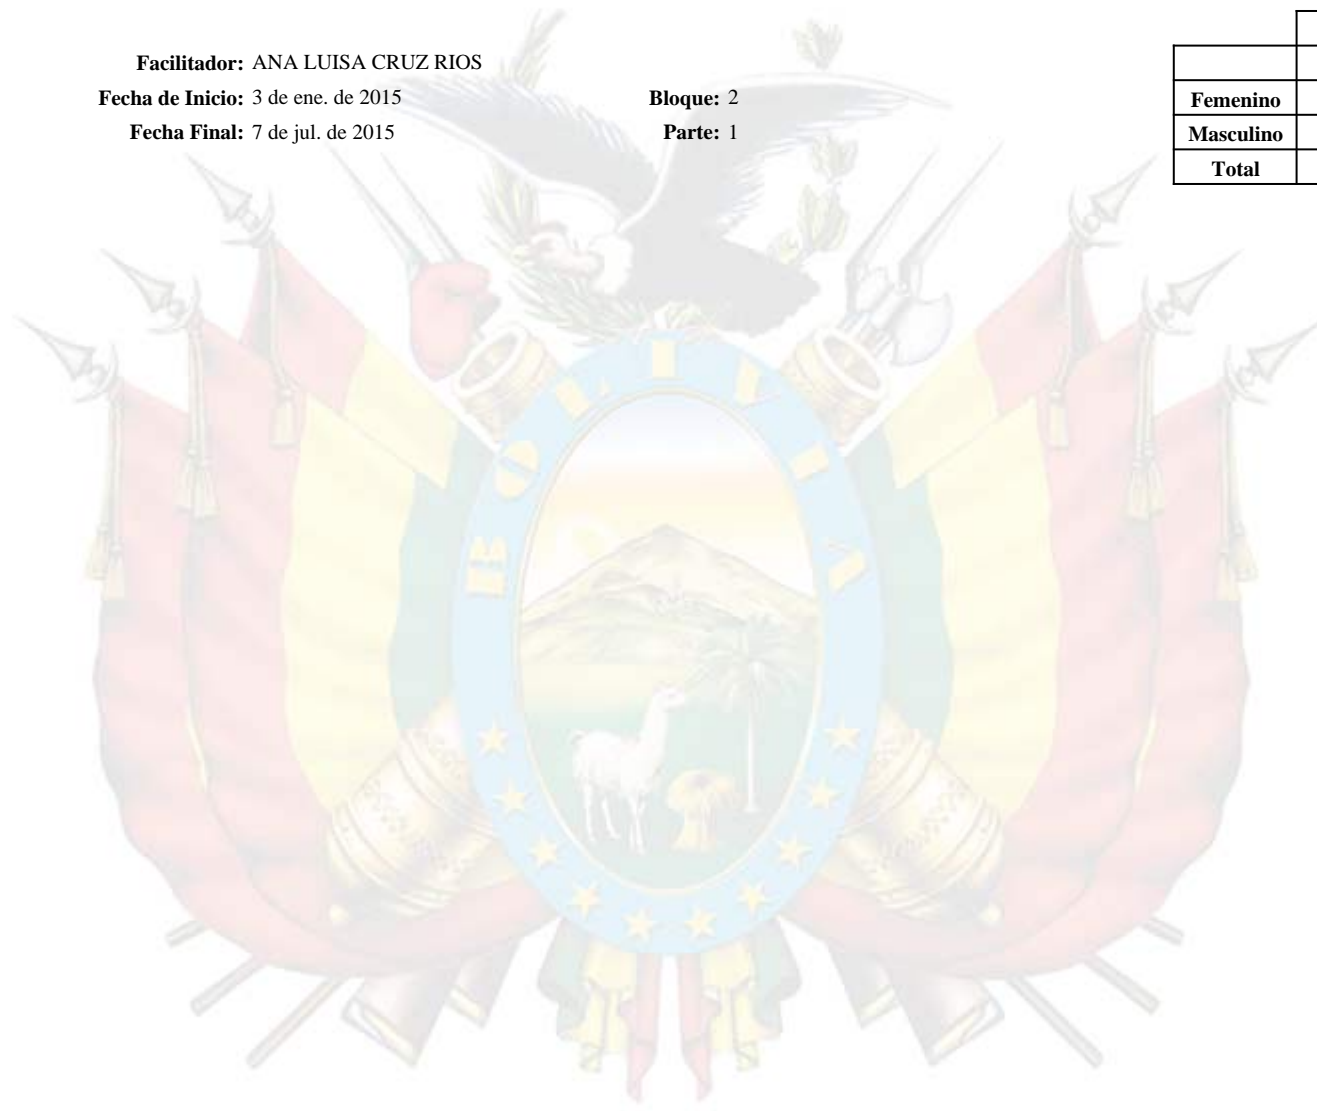 Facilitador: ANA LUISA CRUZ RIOS
Fecha de Inicio: 3 de ene. de 2015 Bloque: 2
Fecha Final: 7 de jul. de 2015 Parte: 1
Femenino
Masculino
Total
BOLIVIA